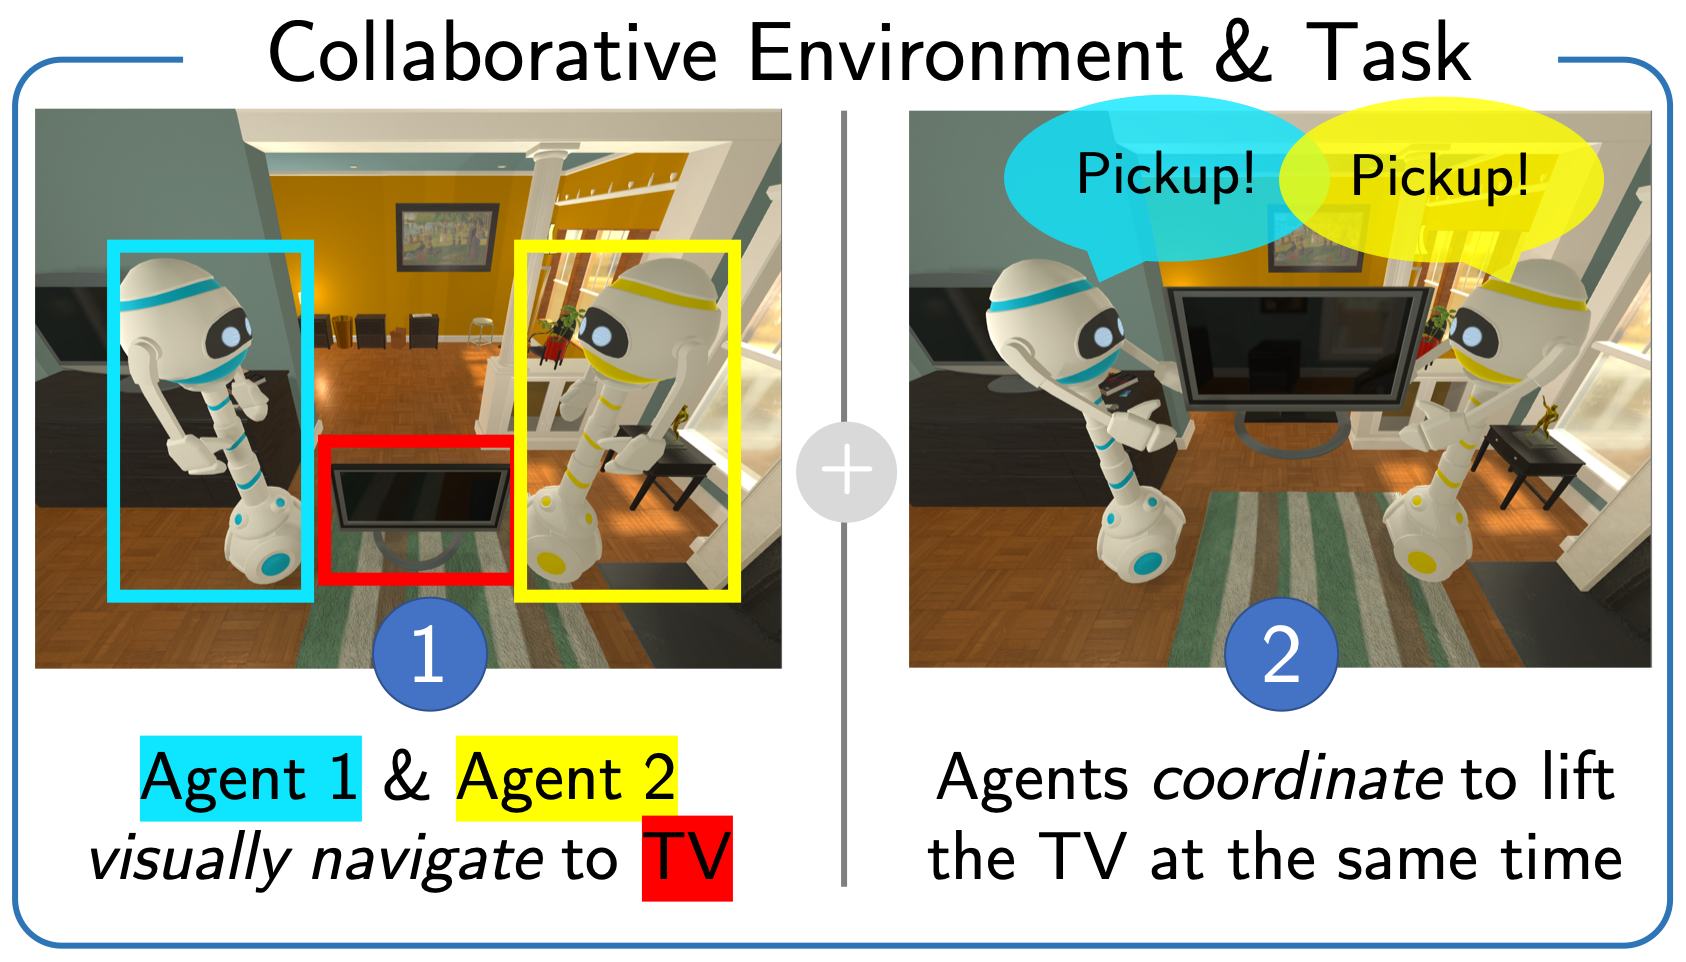 Collaborative Environment & Task
Pickup!
Pickup!
1
2
Agent 1 & Agent 2
visually navigate to TV
Agents coordinate to lift
the TV at the same time